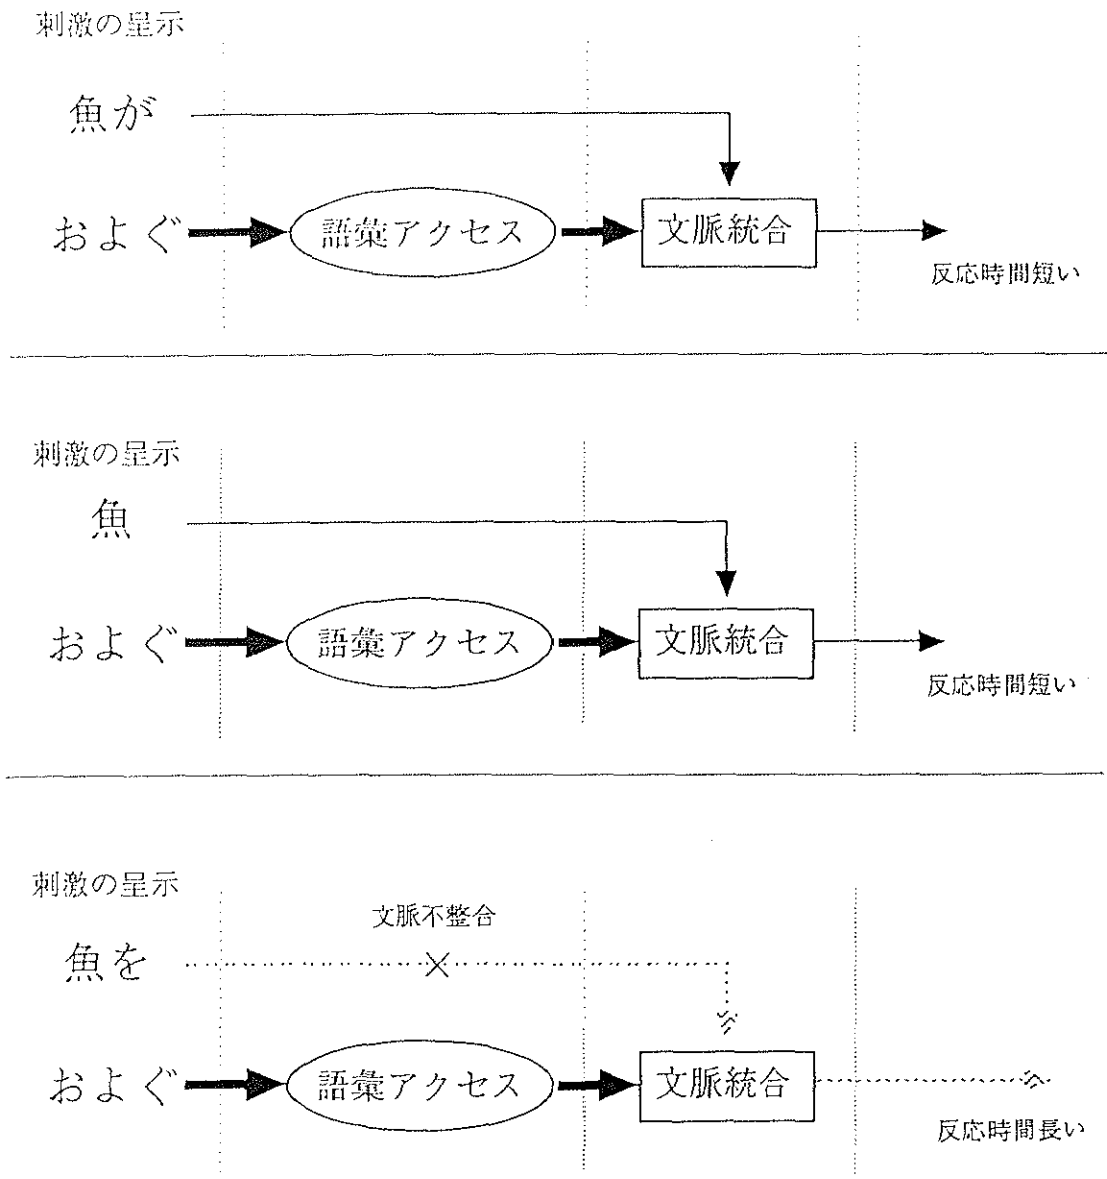 刺激の呈示
魚が
およぐ 語彙アクセス 文脈統合
反応時間短い
刺激の呈示
魚
およぐ 語彙アクセス 文脈統合
反応時間短い
刺激の呈示
文脈不整合
魚を
およぐ 語彙アクセス 文脈統合
反応時間長い